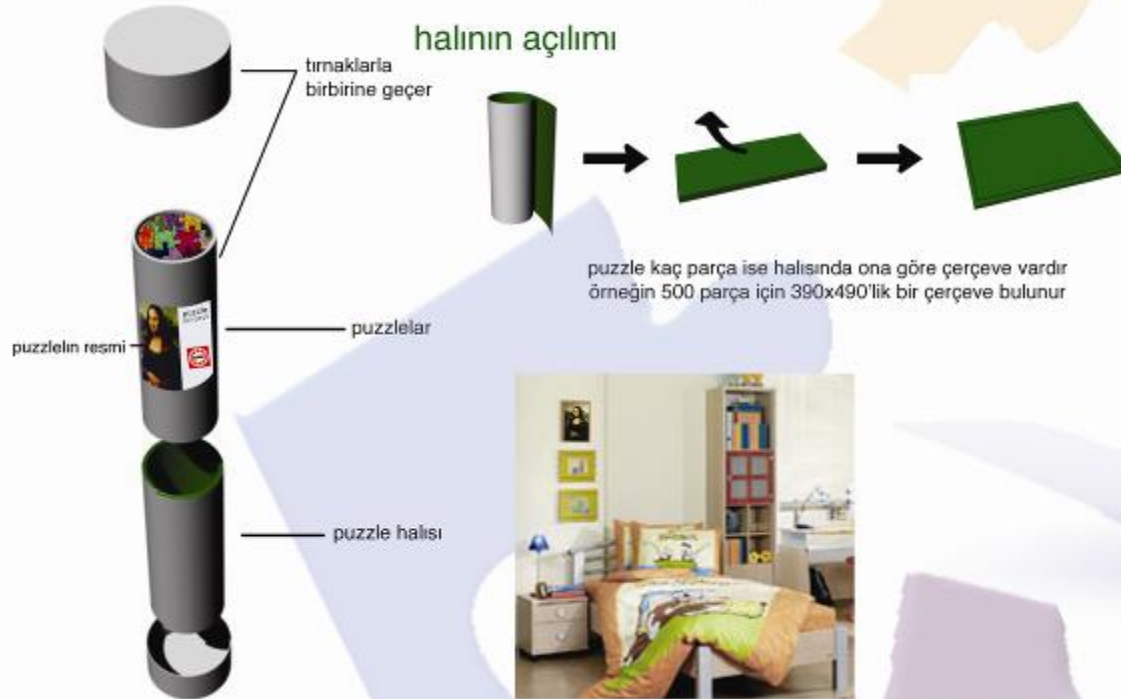 halının açılımı
tırnaklarla
birbirine geçer
puzzle kaç parça ise halısında ona göre çerçeve vardır
örneğin 500 parça için 390x490'lik bir çerçeve bulunur
puzzlelın resmi
puzzlelar
puzzle halısı